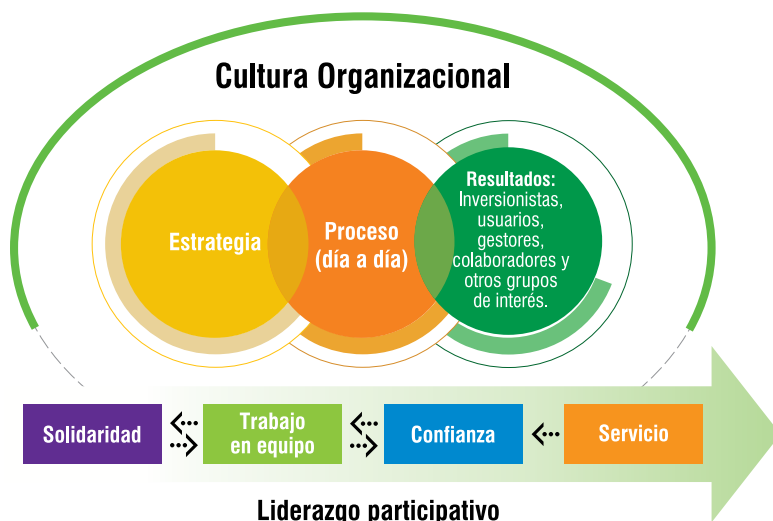 Cultura Organizacional
Estrategia
Proceso
(día a día)
Resultados:
Inversionistas,
usuarios,
gestores,
colaboradores y
otros grupos
de interés.
Solidaridad
Trabajo
en equipo
Confianza
Servicio
Liderazgo participativo